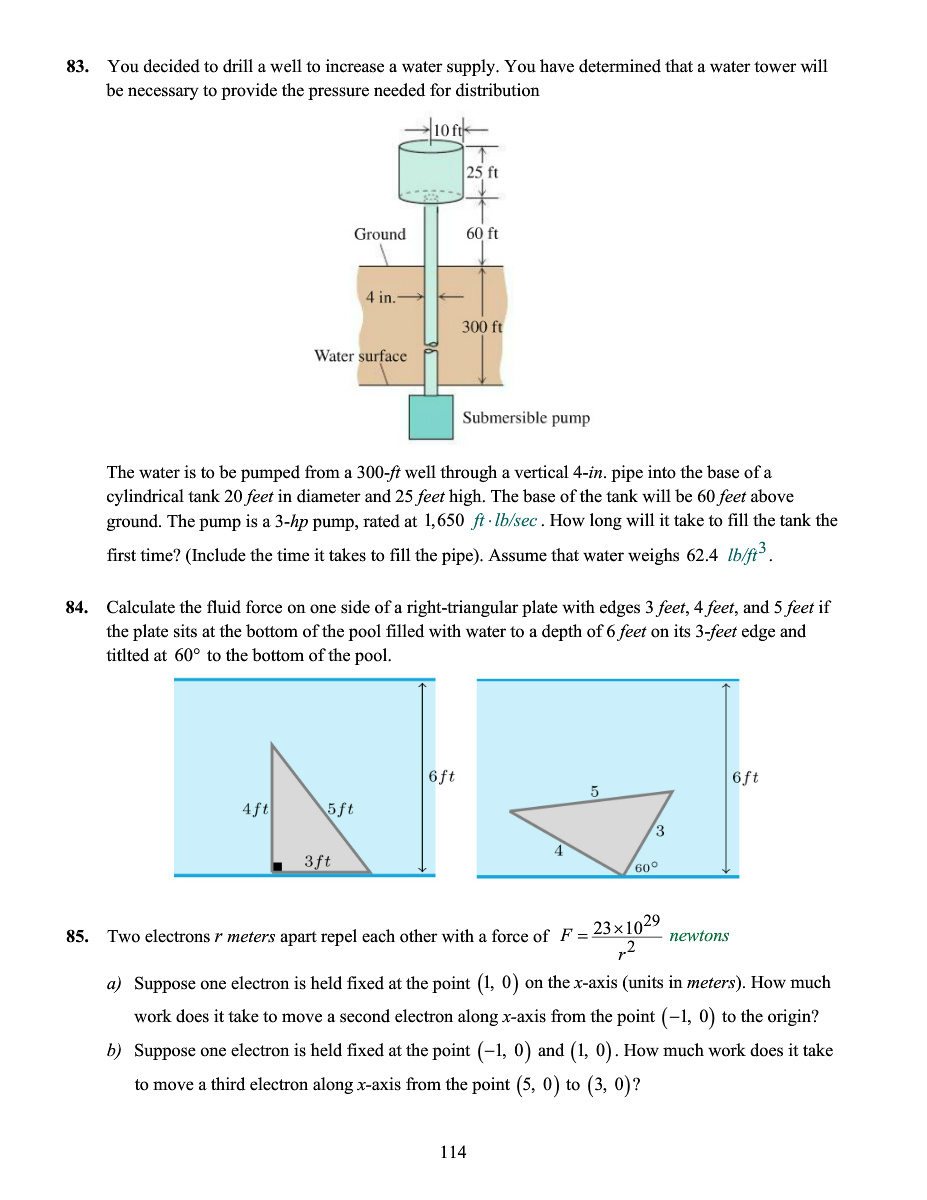 83. You decided to drill a well to increase a water supply. You have determined that a water tower will
be necessary to provide the pressure needed for distribution
10 ft
25 ft
Ground
60 ft
4 in.
300 ft
Water surface
Submersible pump
The water is to be pumped from a 300-ft well through a vertical 4-in. pipe into the base of a
cylindrical tank 20 feet in diameter and 25 feet high. The base of the tank will be 60 feet above
ground. The pump is a 3-hp pump, rated at 1,650 ft · lb/sec . How long will it take to fill the tank the
first time? (Include the time it takes to fill the pipe). Assume that water weighs 62.4 lb/ft³ .
84. Calculate the fluid force on one side of a right-triangular plate with edges 3 feet, 4 feet, and 5 feet if
the plate sits at the bottom of the pool filled with water to a depth of 6 feet on its 3-feet edge and
titlted at 60° to the bottom of the pool.
6 ft
4 ft
5 ft
3 ft
6 ft
5
3
4
60°
85. Two electrons r meters apart repel each other with a force of F = 23×10²⁹ / r² newtons
a) Suppose one electron is held fixed at the point (1, 0) on the x-axis (units in meters). How much
work does it take to move a second electron along x-axis from the point (−1, 0) to the origin?
b) Suppose one electron is held fixed at the point (−1, 0) and (1, 0). How much work does it take
to move a third electron along x-axis from the point (5, 0) to (3, 0)?
114